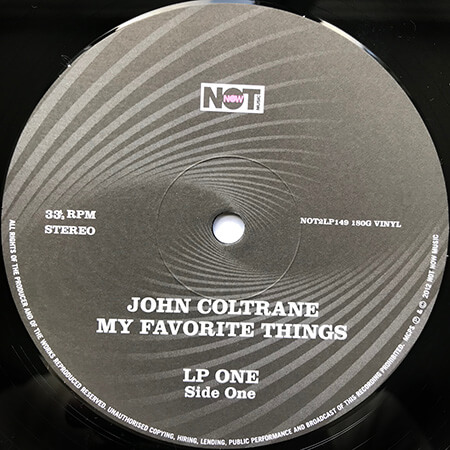 NOT
NOW
MUSIC
33⅓ RPM
STEREO
NOT2LP149 180G VINYL
JOHN COLTRANE
MY FAVORITE THINGS
LP ONE
Side One
ALL RIGHTS OF THE PRODUCER AND OF THE WORKS REPRODUCED RESERVED. UNAUTHORISED COPYING, HIRING, LENDING, PUBLIC PERFORMANCE AND BROADCAST OF THIS RECORDING PROHIBITED. MCPS ℗ & © 2012 NOT NOW MUSIC